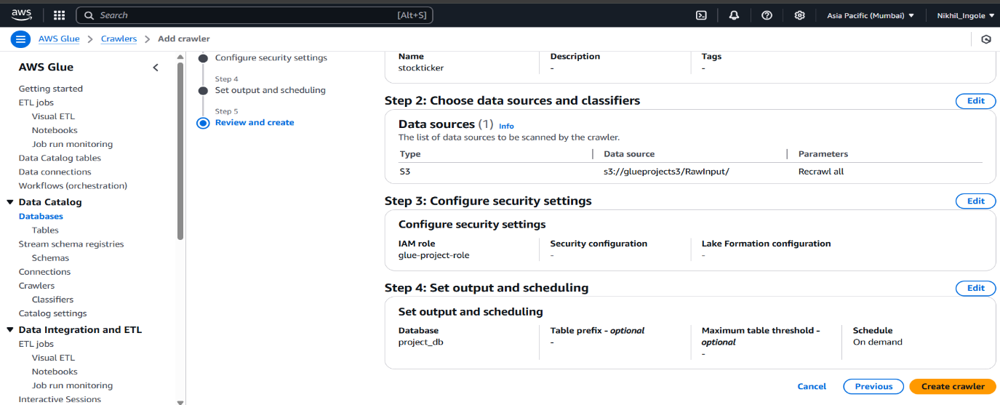 aws
Search
[Alt+S]
Asia Pacific (Mumbai)
Nikhil_Ingole
AWS Glue
Crawlers
Add crawler
AWS Glue
Getting started
ETL jobs
Visual ETL
Notebooks
Job run monitoring
Data Catalog tables
Data connections
Workflows (orchestration)
Data Catalog
Databases
Tables
Stream schema registries
Schemas
Connections
Crawlers
Classifiers
Catalog settings
Data Integration and ETL
ETL jobs
Visual ETL
Notebooks
Job run monitoring
Interactive Sessions
Configure security settings
Step 4
Set output and scheduling
Step 5
Review and create
Name
stockticker
Description
-
Tags
-
Step 2: Choose data sources and classifiers
Edit
Data sources (1) Info
The list of data sources to be scanned by the crawler.
Type Data source Parameters
S3 s3://glueprojects3/RawInput/ Recrawl all
Step 3: Configure security settings
Edit
Configure security settings
IAM role
glue-project-role
Security configuration
-
Lake Formation configuration
-
Step 4: Set output and scheduling
Edit
Set output and scheduling
Database
project_db
Table prefix - optional
-
Maximum table threshold -
optional
-
Schedule
On demand
Cancel
Previous
Create crawler